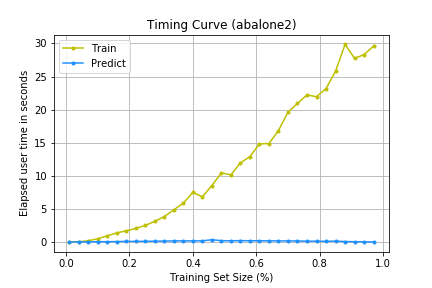 Timing Curve (abalone2)
Train
Predict
Elapsed user time in seconds
30
25
20
15
10
5
0
0.0 0.2 0.4 0.6 0.8 1.0
Training Set Size (%)